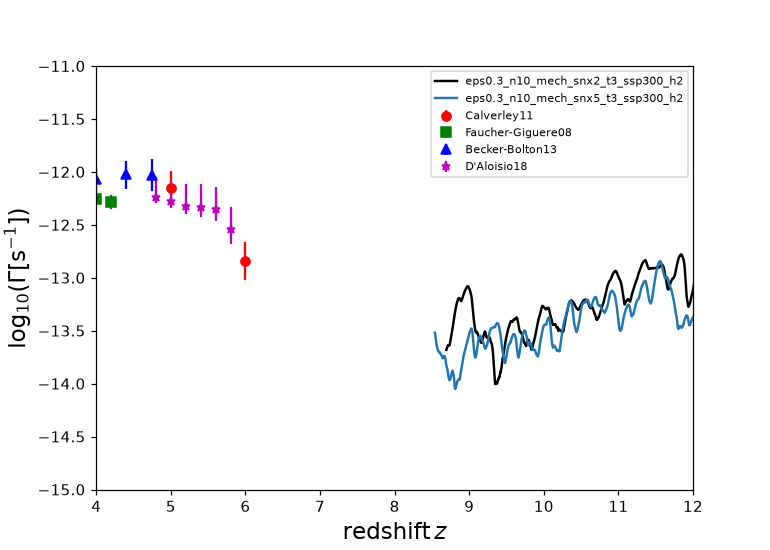 −11.0
−11.5
−12.0
−12.5
−13.0
−13.5
−14.0
−14.5
−15.0
log₁₀(Γ[s⁻¹])
eps0.3_n10_mech_snx2_t3_ssp300_h2
eps0.3_n10_mech_snx5_t3_ssp300_h2
Calverley11
Faucher-Giguere08
Becker-Bolton13
D'Aloisio18
4 5 6 7 8 9 10 11 12
redshift z